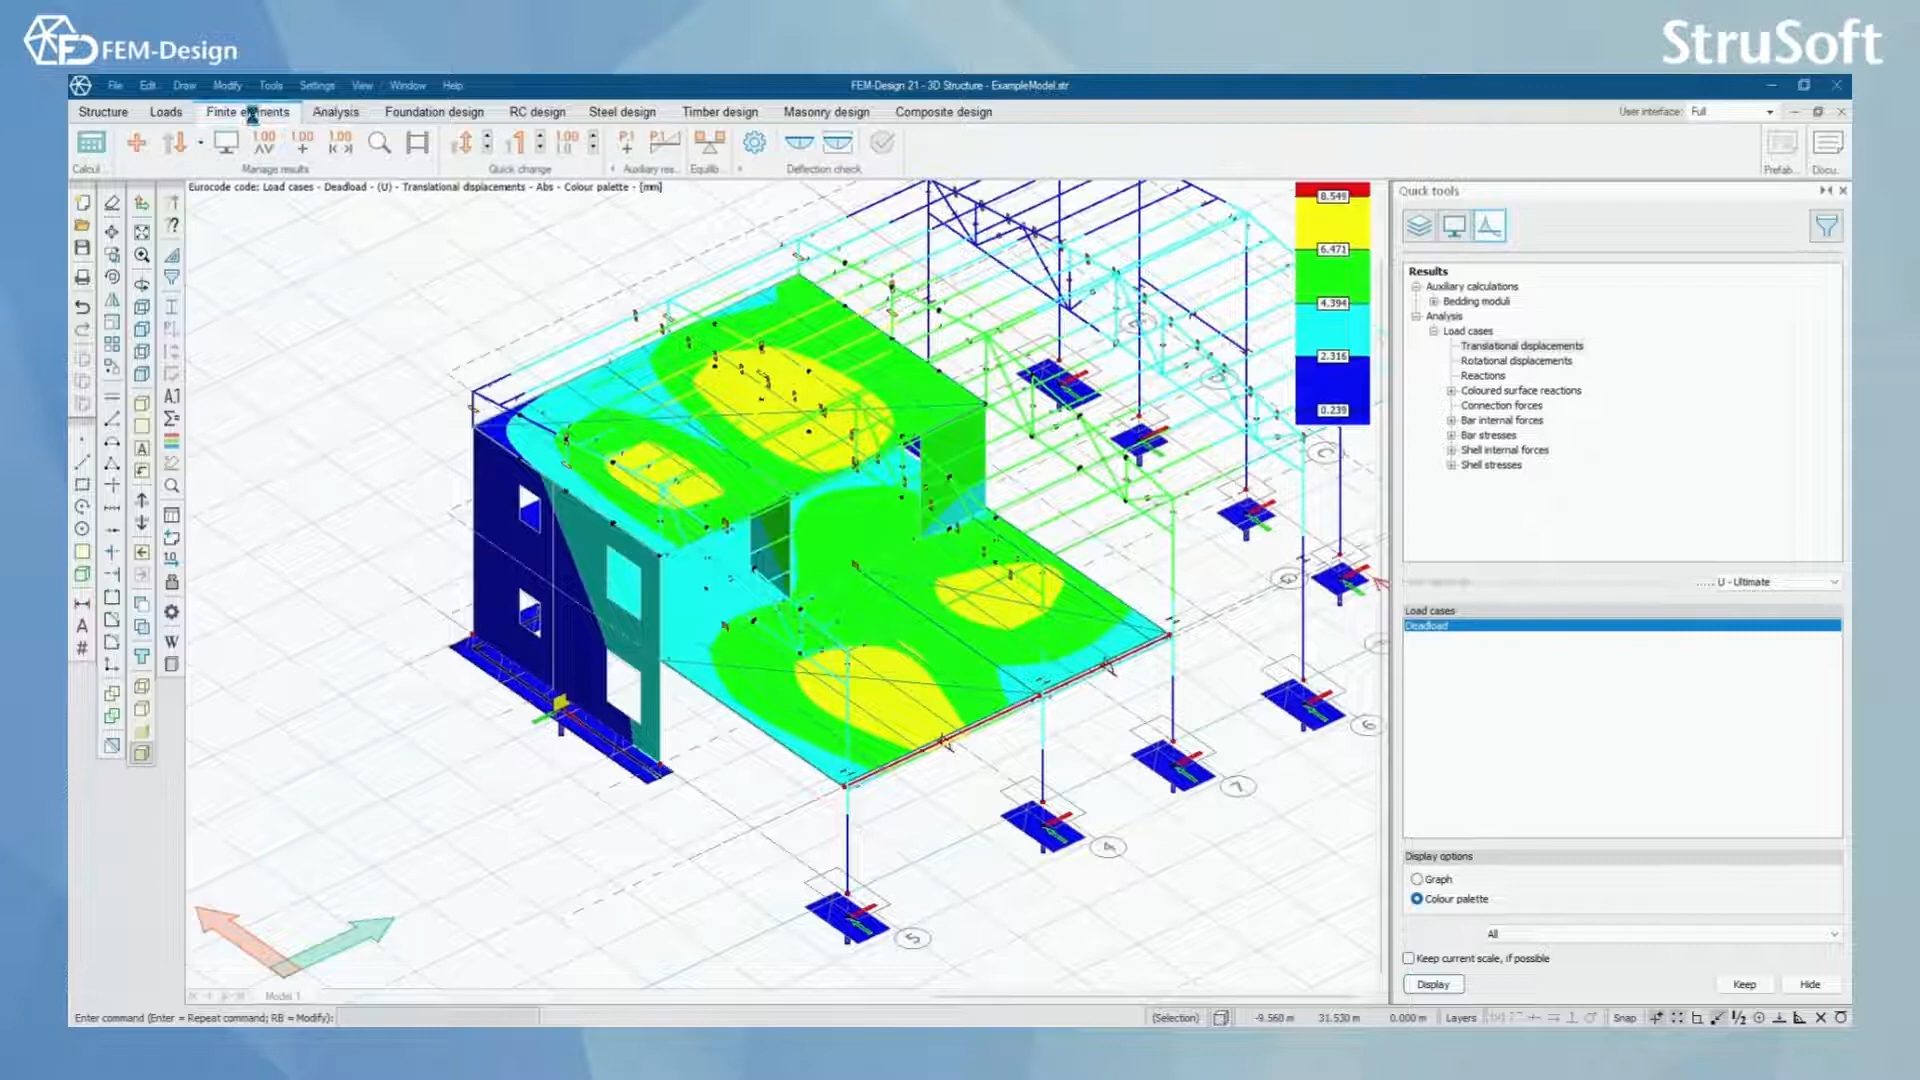 FEM-Design
StruSoft
File Edit Draw Modify Tools Settings View Window Help
FEM-Design 21 - 3D Structure - ExampleModel.str
Structure Loads Finite elements Analysis Foundation design RC design Steel design Timber design Masonry design Composite design
User interface: Full
Calcul... Manage results Quick change Auxiliary res... Equilib... Deflection check Prefab... Docu...
Eurocode code: Load cases - Deadload - (U) - Translational displacements - Abs - Colour palette - [mm]
8.549
6.471
4.394
2.316
0.239
Quick tools
Results
Auxiliary calculations
Bedding moduli
Analysis
Load cases
Translational displacements
Rotational displacements
Reactions
Coloured surface reactions
Connection forces
Bar internal forces
Bar stresses
Shell internal forces
Shell stresses
U - Ultimate
Load cases
Deadload
Display options
Graph
Colour palette
All
Keep current scale, if possible
Display Keep Hide
C
6
7
4
5
Model 1
Enter command (Enter = Repeat command; RB = Modify):
(Selection) -9.560 m 31.530 m 0.000 m Layers Snap